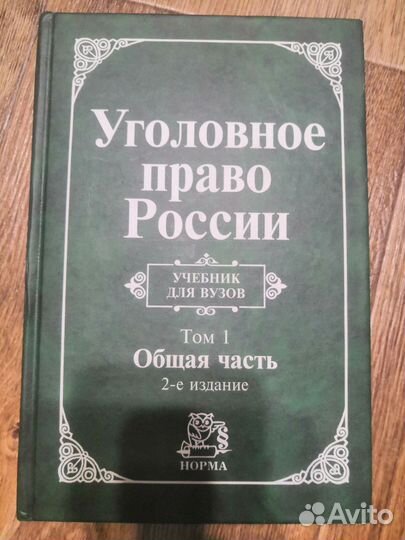 Уголовное
право
России
УЧЕБНИК
ДЛЯ ВУЗОВ
Том 1
Общая часть
2-е издание
§
НОРМА
Avito